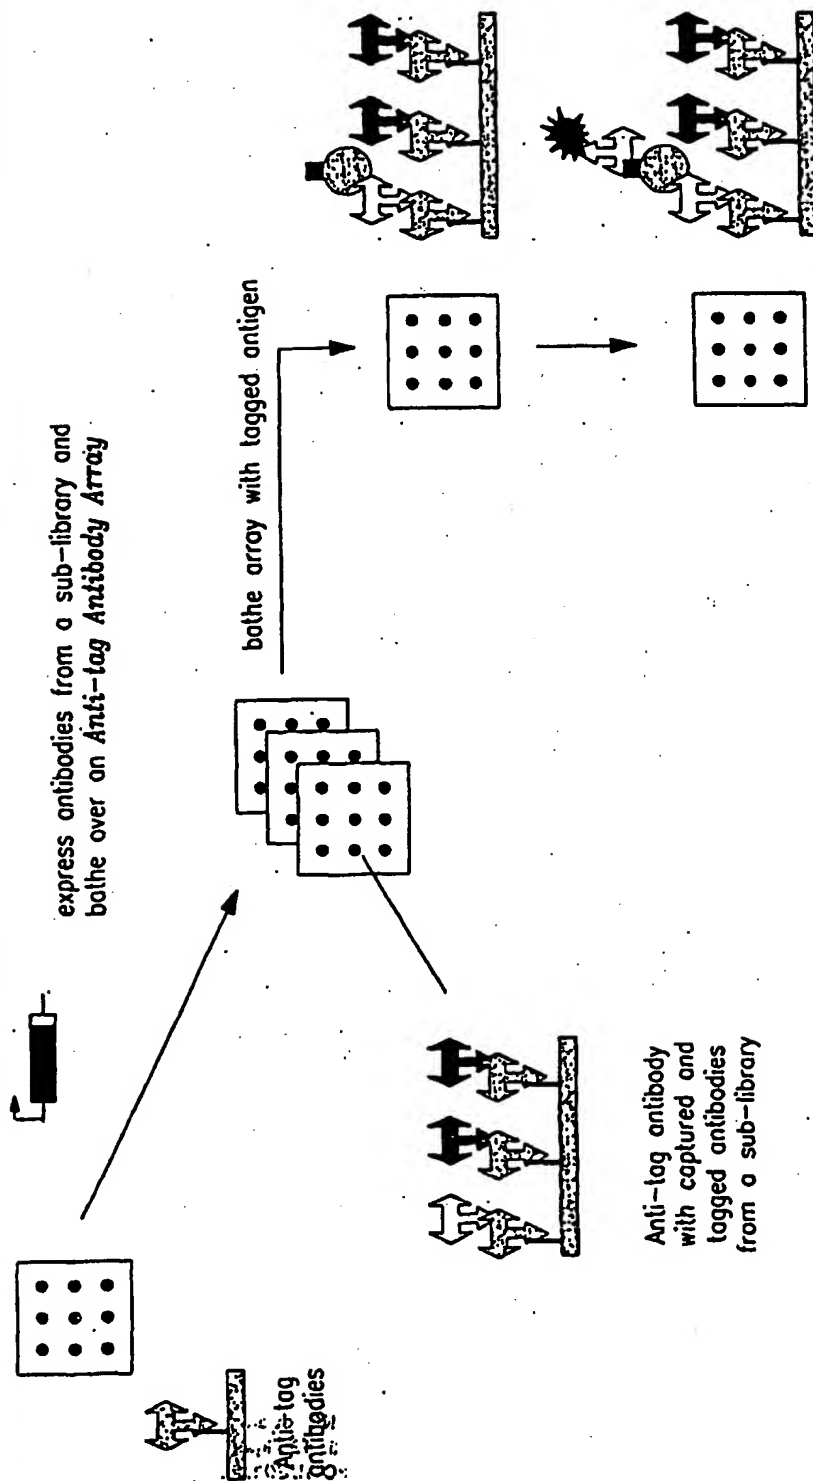 express antibodies from a sub-library and
bathe over an Anti-tag Antibody Array
bathe array with tagged antigen
Anti-tag
antibodies
Anti-tag antibody
with captured and
tagged antibodies
from a sub-library